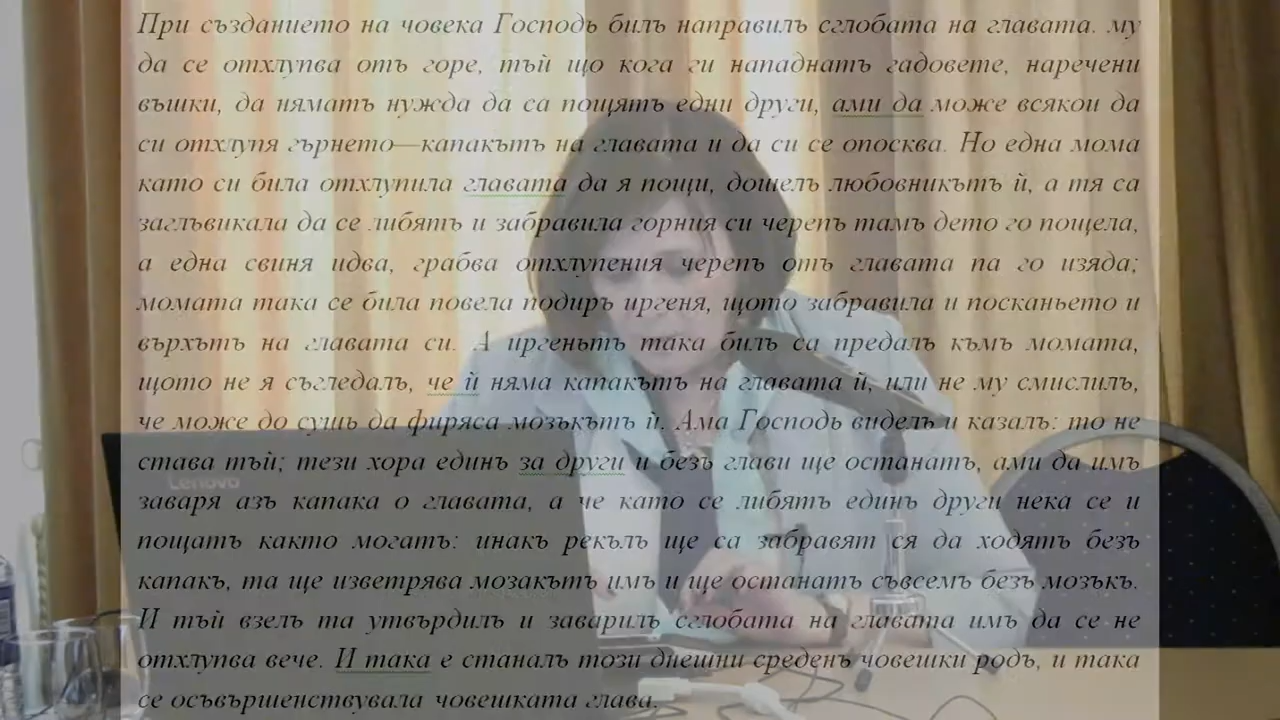 При създанието на човека Господь билъ направилъ сглобата на главата. му
да се отхлупва отъ горе, тъй що кога ги нападнатъ гадовете, наречени
въшки, да няматъ нужда да са пощятъ едни други, ами да може всякои да
си отхлупя гърнето—капакътъ на главата и да си се опосква. Но една мома
като си била отхлупила главата да я пощи, дошелъ любовникътъ й, а тя са
заглъвикала да се либятъ и забравила горния си черепъ тамъ дето го пощела,
а една свиня идва, грабва отхлупения черепъ отъ главата па го изяда;
момата така се била повела подиръ иргеня, щото забравила и посканьето и
върхътъ на главата си. А иргеньтъ така билъ са предалъ къмъ момата,
щото не я съгледалъ, че й няма капакътъ на главата й, или не му смислилъ,
че може до сушь да фиряса мозъкътъ й. Ама Господь виделъ и казалъ: то не
става тъй; тези хора единъ за други и безъ глави ще останатъ, ами да имъ
заваря азъ капака о главата, а че като се либятъ единъ други нека се и
пощатъ както могатъ: инакъ рекълъ ще са забравят ся да ходятъ безъ
капакъ, та ще изветрява мозакътъ имъ и ще останатъ съвсемъ безъ мозъкъ.
И тъй взелъ та утвърдилъ и заварилъ сглобата на главата имъ да се не
отхлупва вече. И така е станалъ този днешни среденъ човешки родъ, и така
се осъвършенствувала човешката глава.
Lenovo